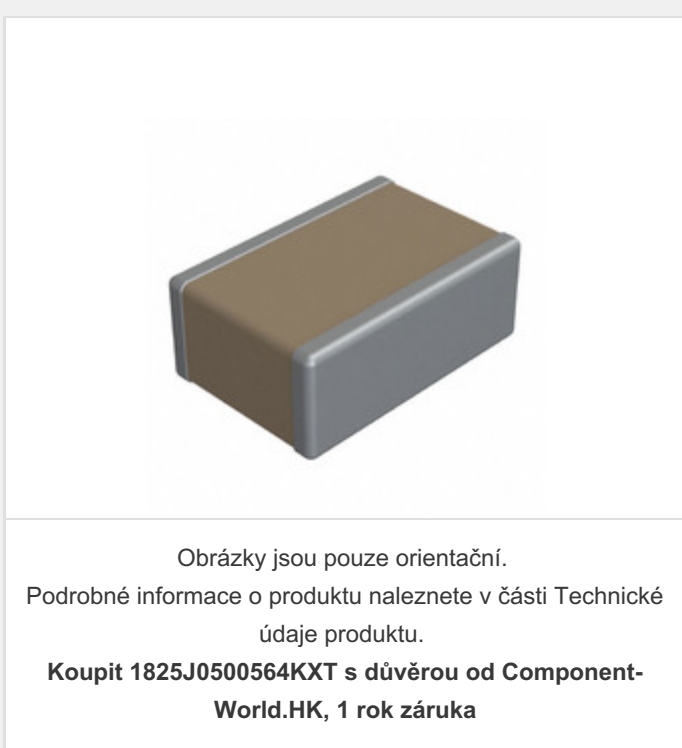 Obrázky jsou pouze orientační.
Podrobné informace o produktu naleznete v části Technické
údaje produktu.
Koupit 1825J0500564KXT s důvěrou od Component-
World.HK, 1 rok záruka